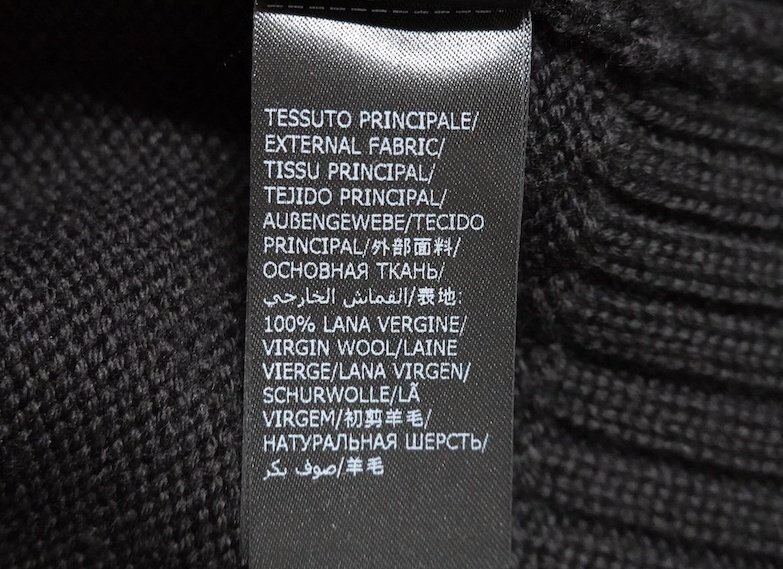 TESSUTO PRINCIPALE/
EXTERNAL FABRIC/
TISSU PRINCIPAL/
TEJIDO PRINCIPAL/
AUßENGEWEBE/TECIDO
PRINCIPAL/外部面料/
ОСНОВНАЯ ТКАНЬ/
القماش الخارجي/表地:
100% LANA VERGINE/
VIRGIN WOOL/LAINE
VIERGE/LANA VIRGEN/
SCHURWOLLE/LÃ
VIRGEM/初剪羊毛/
НАТУРАЛЬНАЯ ШЕРСТЬ/
صوف بكر/羊毛